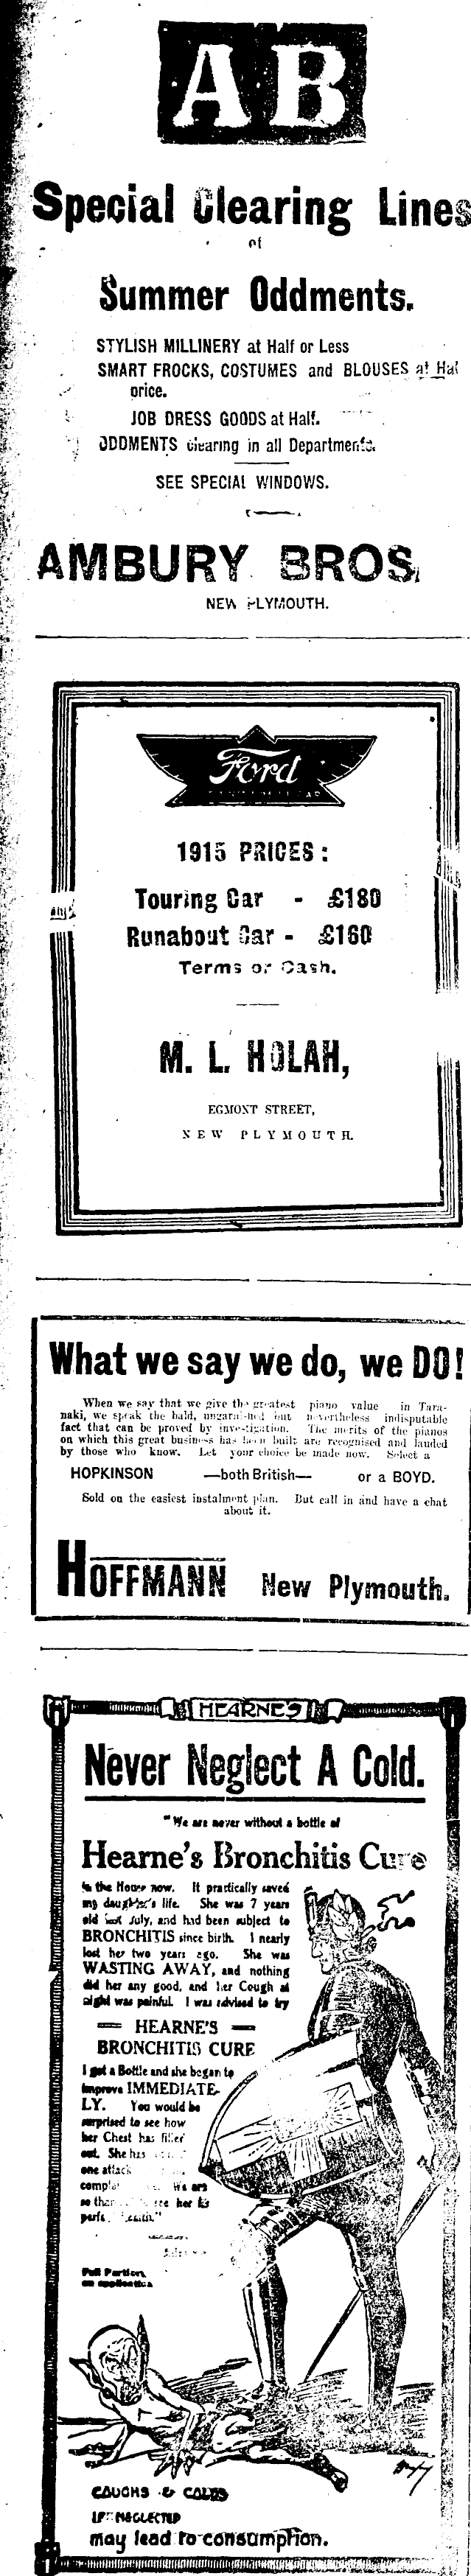 AB
Special Clearing Lines
of
Summer Oddments.
STYLISH MILLINERY at Half or Less
SMART FROCKS, COSTUMES and BLOUSES at Hal
price.
JOB DRESS GOODS at Half.
ODDMENTS clearing in all Departments.
SEE SPECIAL WINDOWS.
AMBURY BROS.
NEW PLYMOUTH.
Ford
1915 PRICES:
Touring Car - £180
Runabout Car - £160
Terms or Cash.
M. L. HOLAH,
EGMONT STREET,
NEW PLYMOUTH.
What we say we do, we DO!
When we say that we give the greatest piano value in Tara-
naki, we speak the bald, ungarnished but nevertheless indisputable
fact that can be proved by investigation. The merits of the pianos
on which this great business has been built are recognised and lauded
by those who know. Let your choice be made now. Select a
HOPKINSON —both British— or a BOYD.
Sold on the easiest instalment plan. But call in and have a chat
about it.
HOFFMANN New Plymouth.
HEARNE'S
Never Neglect A Cold.
"We are never without a bottle of
Hearne's Bronchitis Cure
in the House now. It practically saved
my daughter's life. She was 7 years
old last July, and had been subject to
BRONCHITIS since birth. I nearly
lost her two years ago. She was
WASTING AWAY, and nothing
did her any good, and her Cough at
night was painful. I was advised to try
HEARNE'S
BRONCHITIS CURE
I got a Bottle and she began to
improve IMMEDIATE-
LY. You would be
surprised to see how
her Chest has filled
out. She has
one attack
We are
see her in
health."
Full Particu
on application
COUGHS & COLDS
IF NEGLECTED
may lead to consumption.